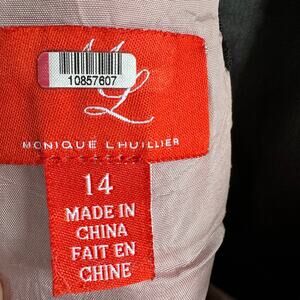 10857607
ML
MONIQUE LHUILLIER
14
MADE IN
CHINA
FAIT EN
CHINE